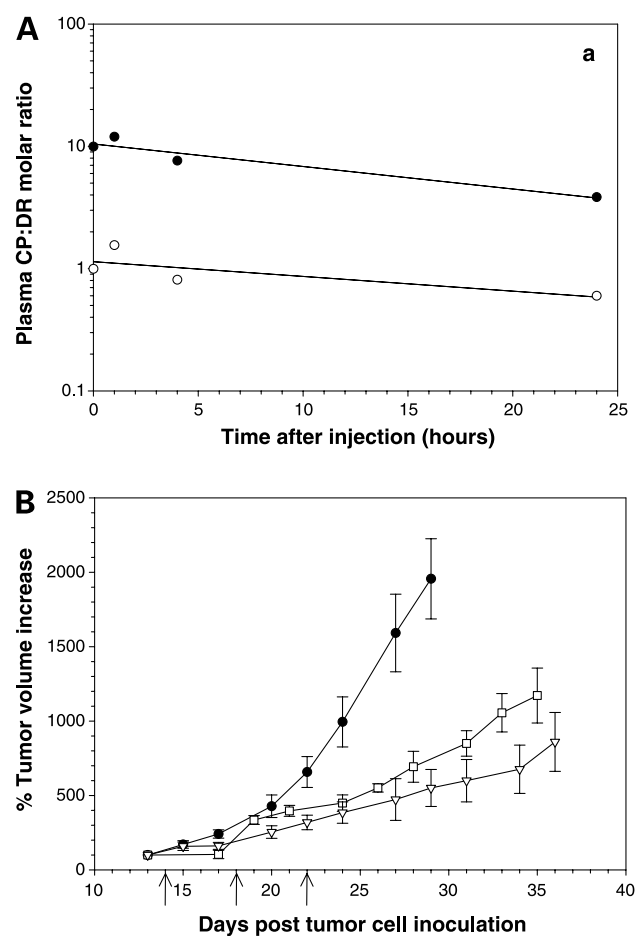 A
a
Plasma CP:DR molar ratio
100
10
1
0.1
0 5 10 15 20 25
Time after injection (hours)
B
% Tumor volume increase
2500
2000
1500
1000
500
0
10 15 20 25 30 35 40
Days post tumor cell inoculation